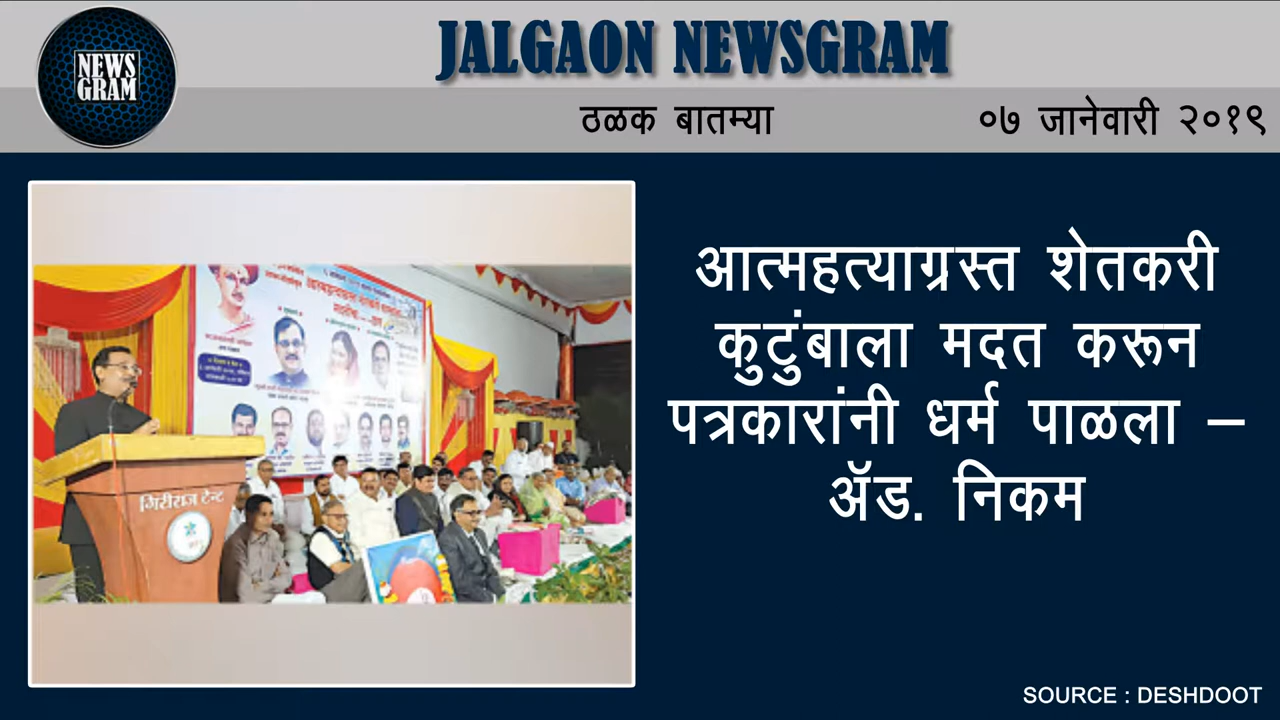 NEWS
GRAM
JALGAON NEWSGRAM
ठळक बातम्या
०७ जानेवारी २०१९
आत्महत्याग्रस्त शेतकरी
कुटुंबाला मदत करून
पत्रकारांनी धर्म पाळला –
ॲड. निकम
गिरीराज टेन्ट
SOURCE : DESHDOOT